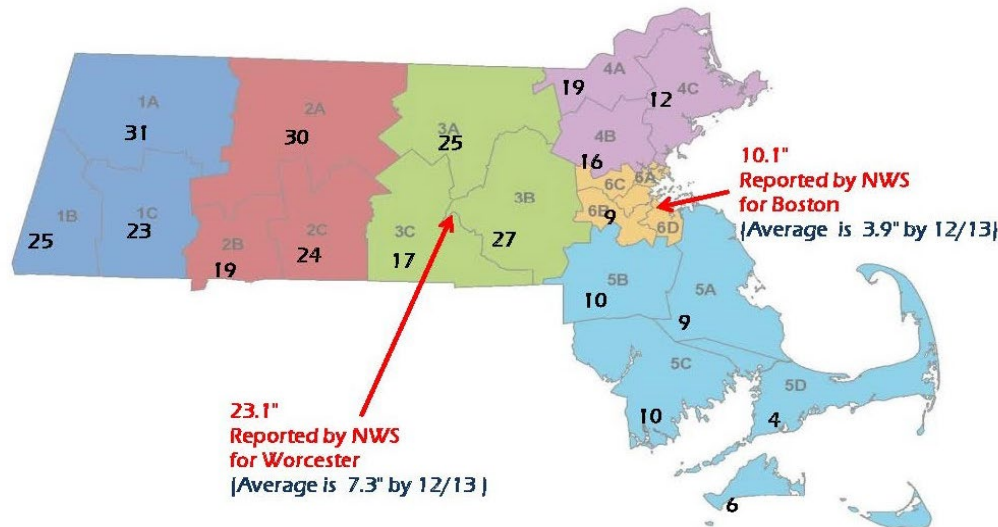 4A
19
4C
12
1A
31
2A
30
3A
25
4B
16
10.1"
Reported by NWS
for Boston
(Average is 3.9" by 12/13)
6C
6A
6B
9
6D
1B
25
1C
23
2B
19
2C
24
3C
17
3B
27
5B
10
5A
9
5C
10
5D
4
6
23.1"
Reported by NWS
for Worcester
(Average is 7.3" by 12/13 )